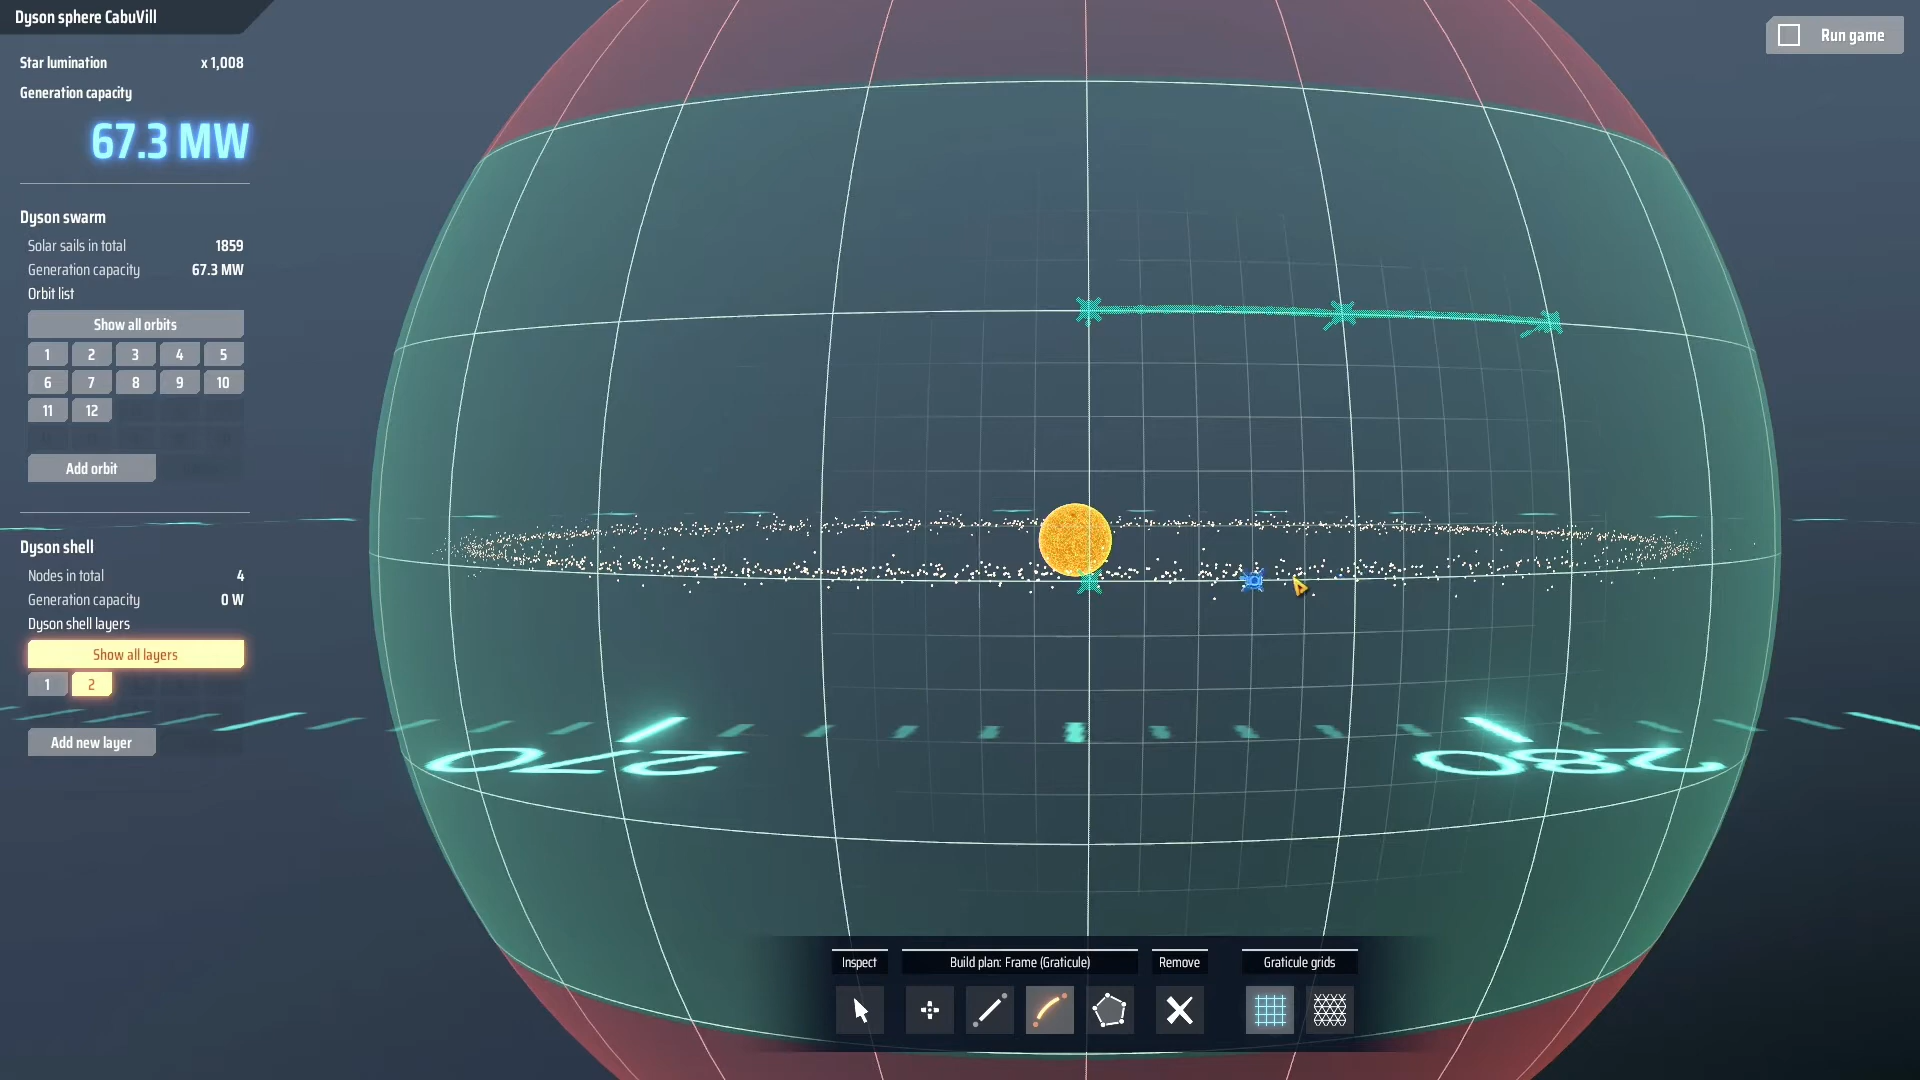 Dyson sphere CabuVill
Run game
Star lumination x 1,008
Generation capacity
67.3 MW
Dyson swarm
Solar sails in total 1859
Generation capacity 67.3 MW
Orbit list
Show all orbits
1 2 3 4 5
6 7 8 9 10
11 12
Add orbit
Dyson shell
Nodes in total 4
Generation capacity 0 W
Dyson shell layers
Show all layers
1 2
Add new layer
270 280
Inspect Build plan: Frame (Graticule) Remove Graticule grids